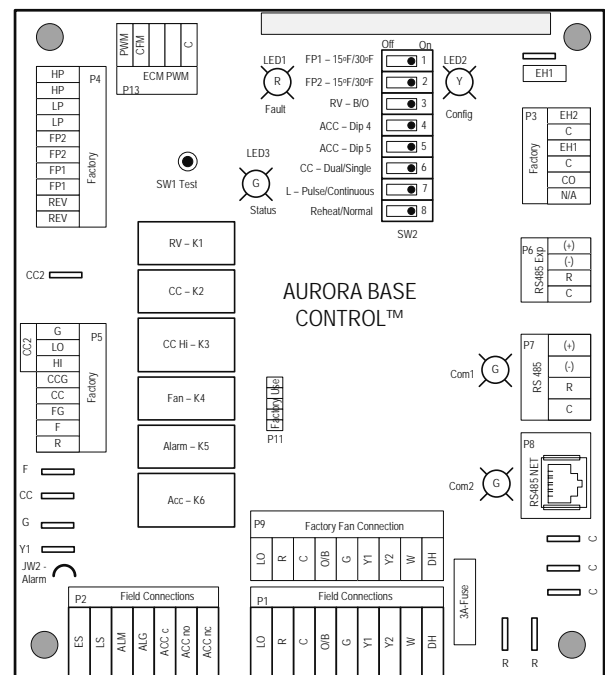 PWM
CFM
C
ECM PWM
P13
Off On
LED1
R
Fault
FP1 – 15ºF/30ºF 1
FP2 – 15ºF/30ºF 2
RV – B/O 3
ACC – Dip 4 4
ACC – Dip 5 5
CC – Dual/Single 6
L – Pulse/Continuous 7
Reheat/Normal 8
SW2
LED2
Y
Config
EH1
HP
HP
LP
LP
FP2
FP2
FP1
FP1
REV
REV
P4
Factory
SW1 Test
LED3
G
Status
P3
Factory
EH2
C
EH1
C
CO
N/A
RV – K1
CC – K2
CC Hi – K3
Fan – K4
Alarm – K5
Acc – K6
AURORA BASE
CONTROL™
P6
RS485 Exp
(+)
(-)
R
C
CC2
CC2
G
LO
HI
CCG
CC
FG
F
R
P5
Factory
Factory Use
P11
Com1
G
P7
RS 485
(+)
(-)
R
C
Com2
G
P8
RS485 NET
F
CC
G
Y1
JW2 -
Alarm
P9
Factory Fan Connection
LO R C O/B G Y1 Y2 W DH
C
C
C
P2
Field Connections
ES LS ALM ALG ACC c ACC no ACC nc
P1
Field Connections
LO R C O/B G Y1 Y2 W DH
3A-Fuse
R R